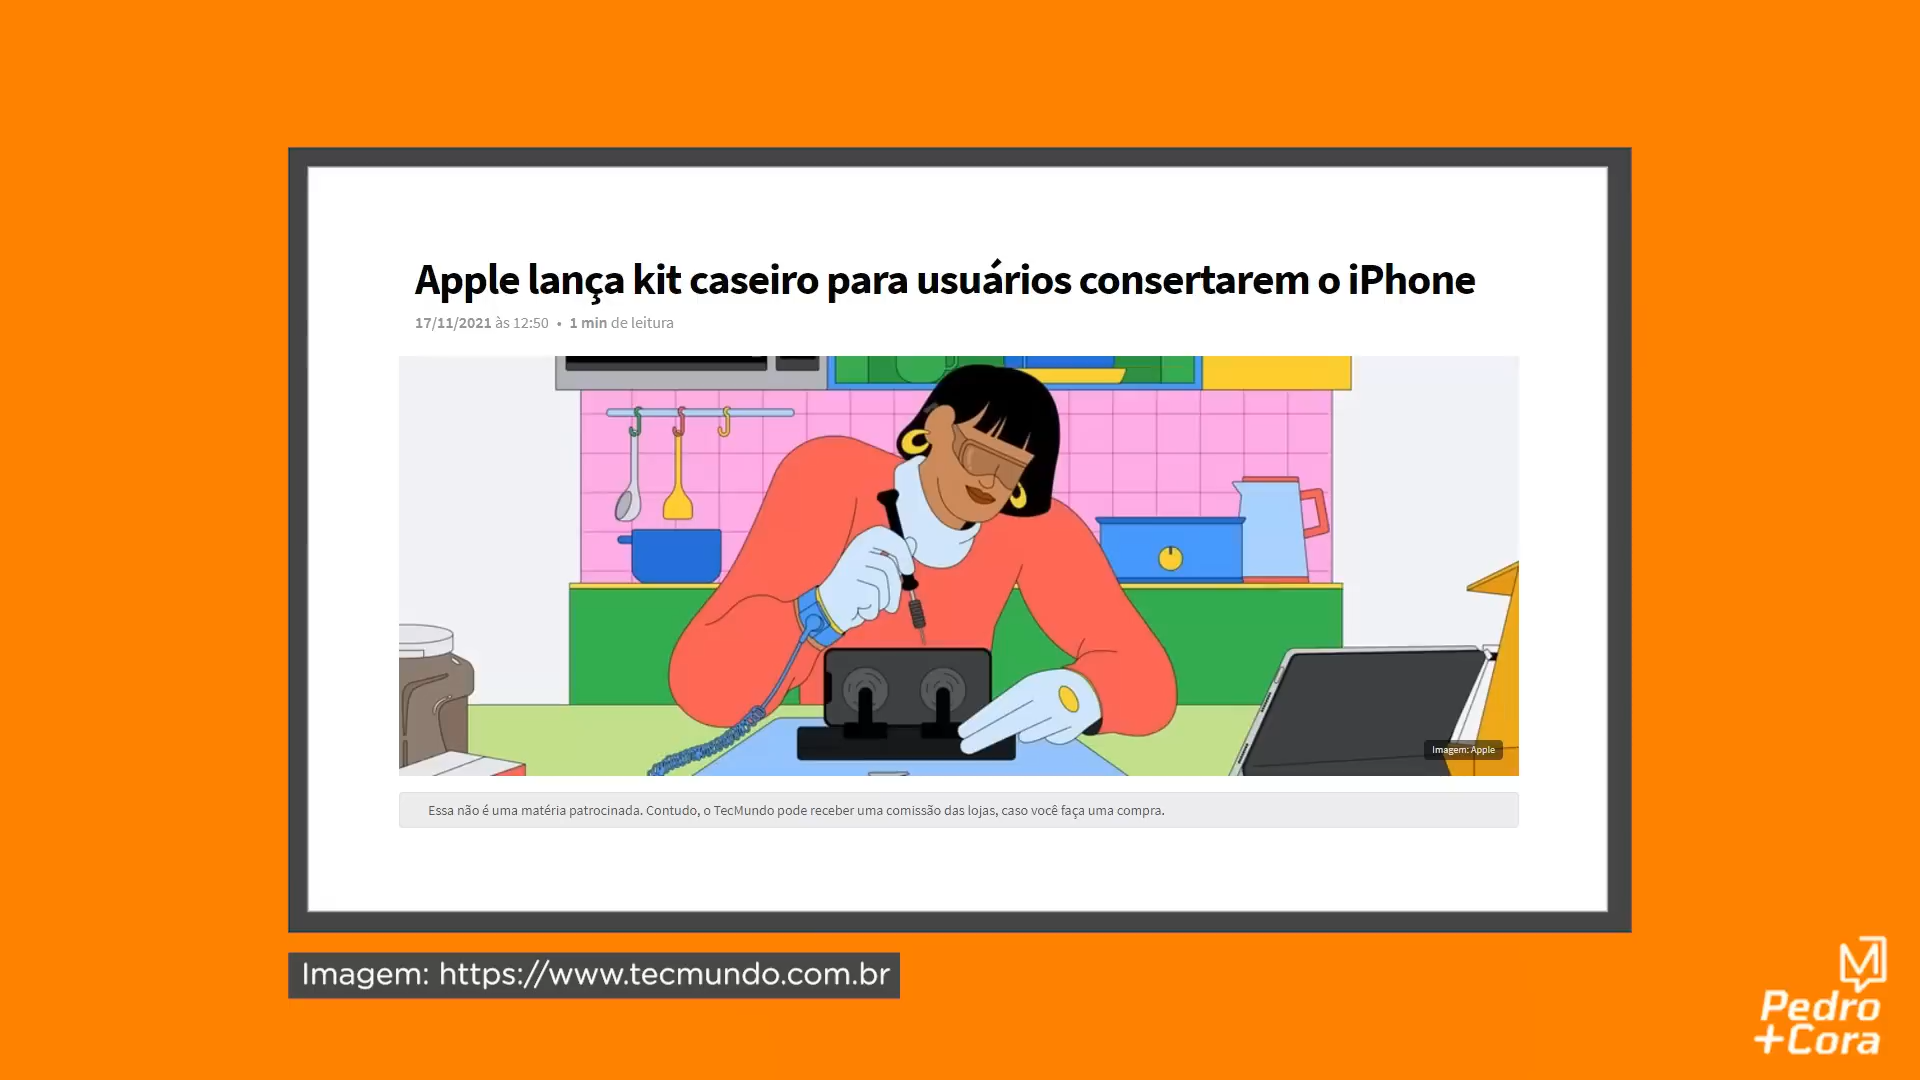 Apple lança kit caseiro para usuários consertarem o iPhone
17/11/2021 às 12:50 • 1 min de leitura
Imagem: Apple
Essa não é uma matéria patrocinada. Contudo, o TecMundo pode receber uma comissão das lojas, caso você faça uma compra.
Imagem: https://www.tecmundo.com.br
M
Pedro
+Cora